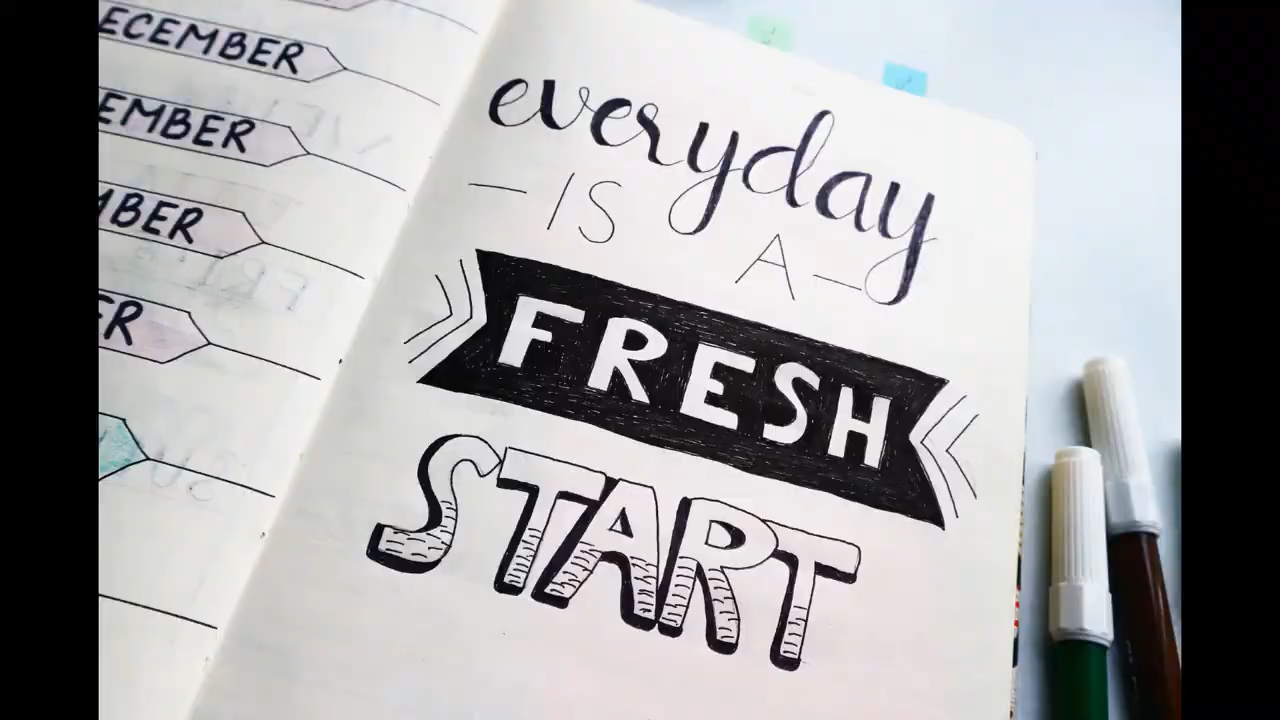 ECEMBER
EMBER
MBER
ER
everyday
- IS A -
FRESH
START